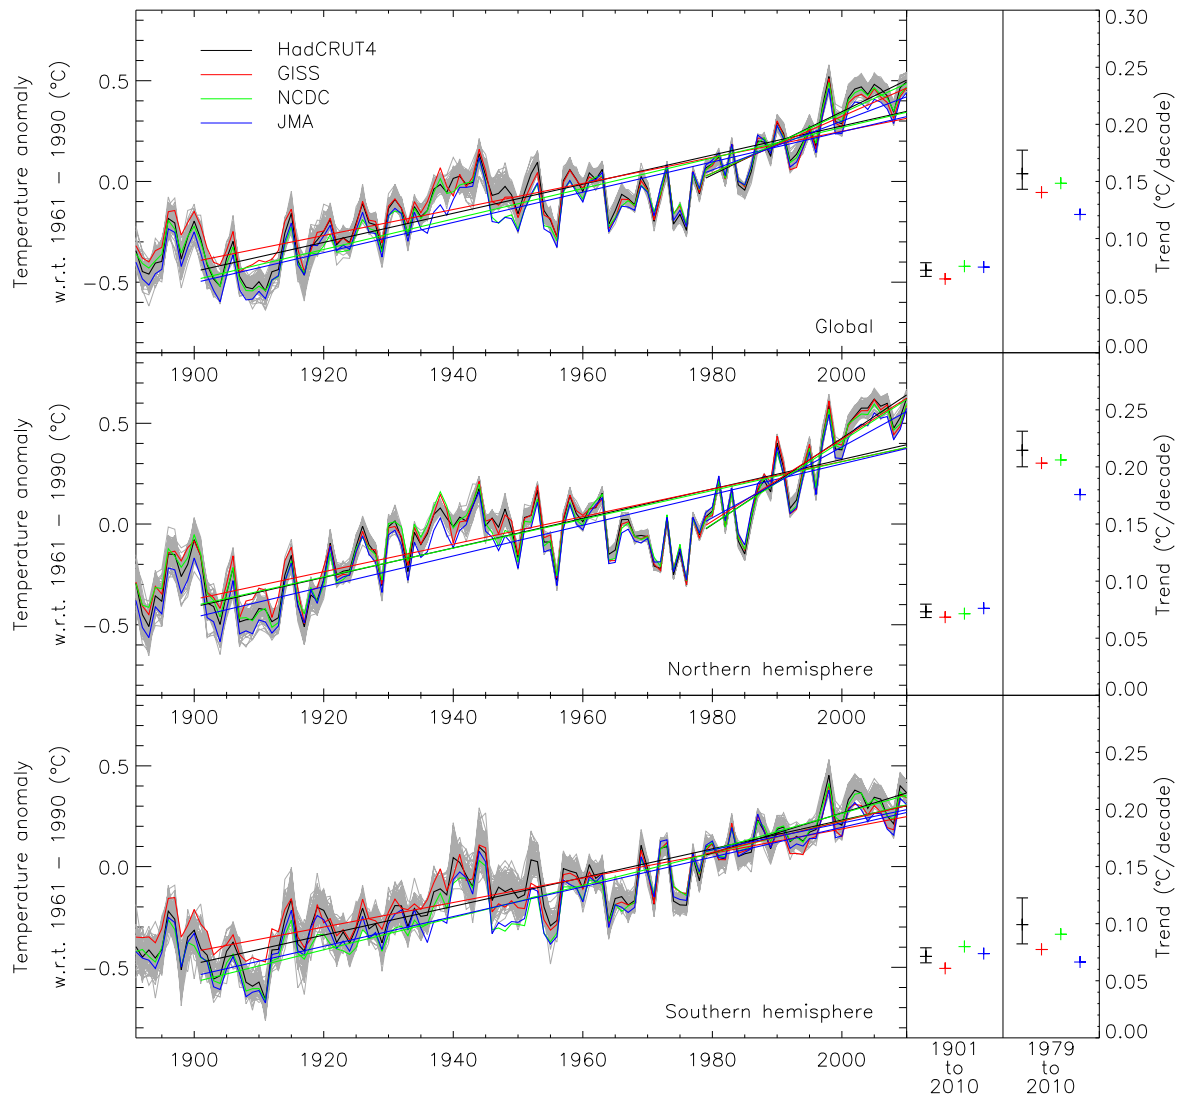 HadCRUT4
GISS
NCDC
JMA
Temperature anomaly
w.r.t. 1961 – 1990 (°C)
0.5
0.0
−0.5
Global
0.30
0.25
0.20
0.15
0.10
0.05
0.00
Trend (°C/decade)
1900 1920 1940 1960 1980 2000
Temperature anomaly
w.r.t. 1961 – 1990 (°C)
0.5
0.0
−0.5
Northern hemisphere
0.25
0.20
0.15
0.10
0.05
0.00
Trend (°C/decade)
1900 1920 1940 1960 1980 2000
Temperature anomaly
w.r.t. 1961 – 1990 (°C)
0.5
0.0
−0.5
Southern hemisphere
0.25
0.20
0.15
0.10
0.05
0.00
Trend (°C/decade)
1900 1920 1940 1960 1980 2000
1901
to
2010
1979
to
2010